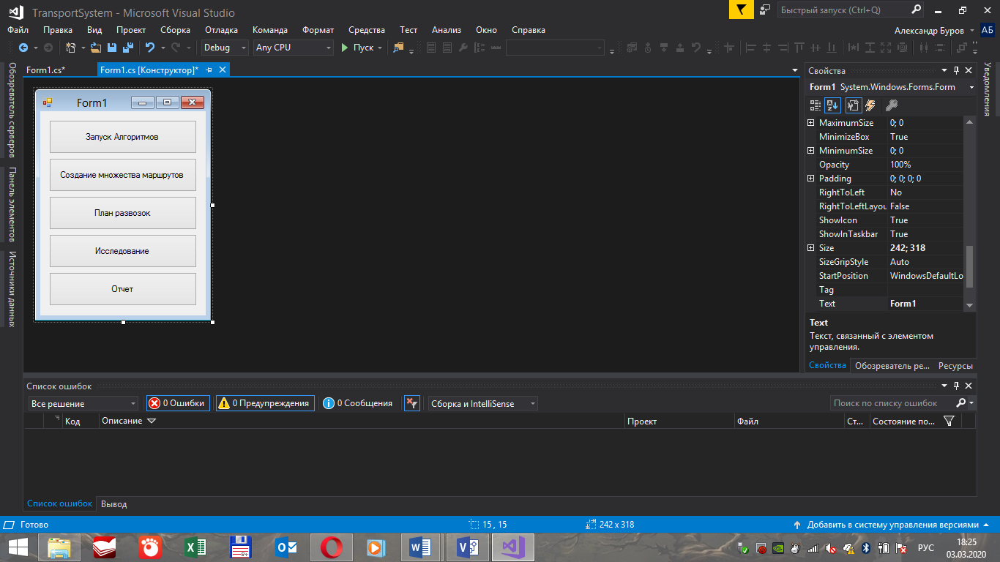 TransportSystem - Microsoft Visual Studio
Быстрый запуск (Ctrl+Q)
Файл Правка Вид Проект Сборка Отладка Команда Формат Средства Тест Анализ Окно Справка
Александр Буров АБ
Debug Any CPU Пуск
Обозреватель серверов
Панель элементов
Источники данных
Form1.cs* Form1.cs [Конструктор]*
Form1
Запуск Алгоритмов
Создание множества маршрутов
План развозок
Исследование
Отчет
Свойства
Form1 System.Windows.Forms.Form
MaximumSize 0; 0
MinimizeBox True
MinimumSize 0; 0
Opacity 100%
Padding 0; 0; 0; 0
RightToLeft No
RightToLeftLayou False
ShowIcon True
ShowInTaskbar True
Size 242; 318
SizeGripStyle Auto
StartPosition WindowsDefaultLo
Tag
Text Form1
Text
Текст, связанный с элементом
управления.
Свойства Обозреватель ре... Ресурсы
Уведомления
Список ошибок
Все решение 0 Ошибки 0 Предупреждения 0 Сообщения Сборка и IntelliSense Поиск по списку ошибок
Код Описание Проект Файл Ст... Состояние по...
Список ошибок Вывод
Готово 15 , 15 242 x 318 Добавить в систему управления версиями
РУС
18:25
03.03.2020